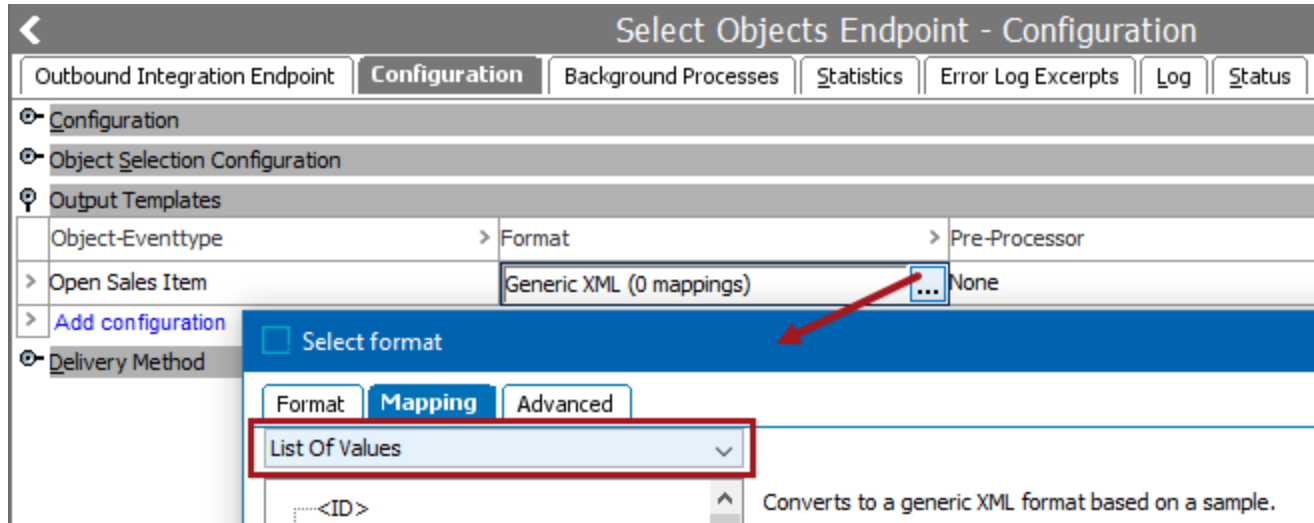 Select Objects Endpoint - Configuration
Outbound Integration Endpoint Configuration Background Processes Statistics Error Log Excerpts Log Status
Configuration
Object Selection Configuration
Output Templates
Object-Eventtype > Format > Pre-Processor
> Open Sales Item Generic XML (0 mappings) ... None
> Add configuration
Select format
Delivery Method
Format Mapping Advanced
List Of Values
<ID>
Converts to a generic XML format based on a sample.